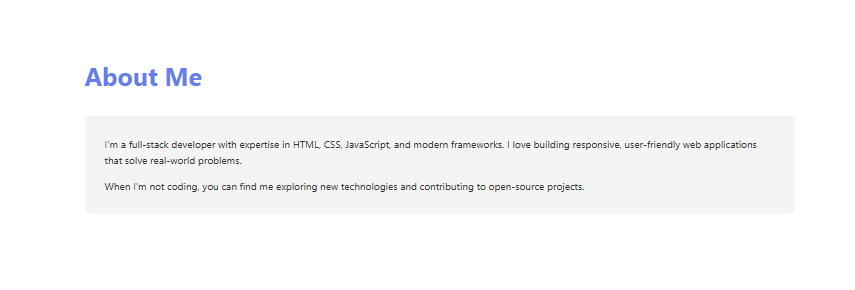 About Me
I'm a full-stack developer with expertise in HTML, CSS, JavaScript, and modern frameworks. I love building responsive, user-friendly web applications
that solve real-world problems.
When I'm not coding, you can find me exploring new technologies and contributing to open-source projects.